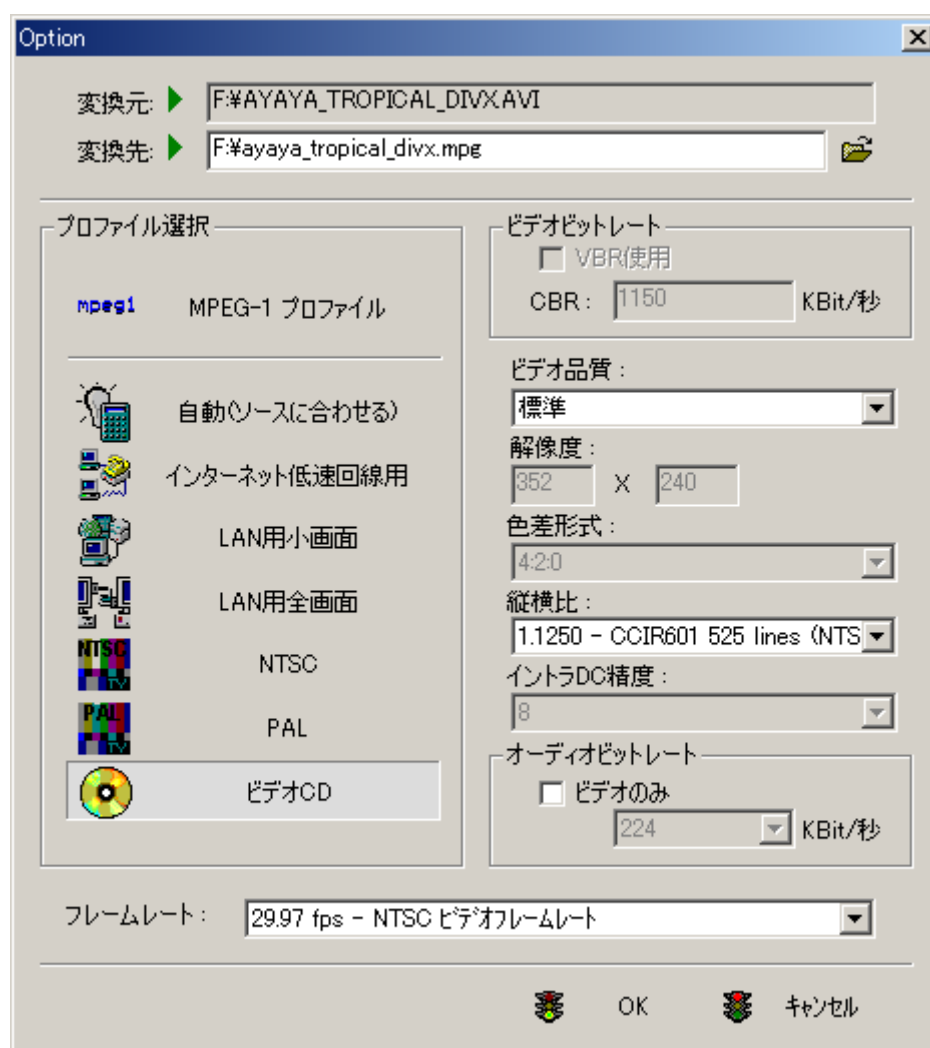 Option
変換元: F:¥AYAYA_TROPICAL_DIVX.AVI
変換先: F:¥ayaya_tropical_divx.mpg
プロファイル選択
mpeg1 MPEG-1 プロファイル
自動(ソースに合わせる)
インターネット低速回線用
LAN用小画面
LAN用全画面
NTSC TV NTSC
PAL TV PAL
ビデオCD
ビデオビットレート
VBR使用
CBR : 1150 KBit/秒
ビデオ品質 :
標準
解像度 :
352 X 240
色差形式 :
4:2:0
縦横比 :
1.1250 - CCIR601 525 lines (NTS
イントラDC精度 :
8
オーディオビットレート
ビデオのみ
224 KBit/秒
フレームレート : 29.97 fps - NTSC ビデオフレームレート
OK キャンセル